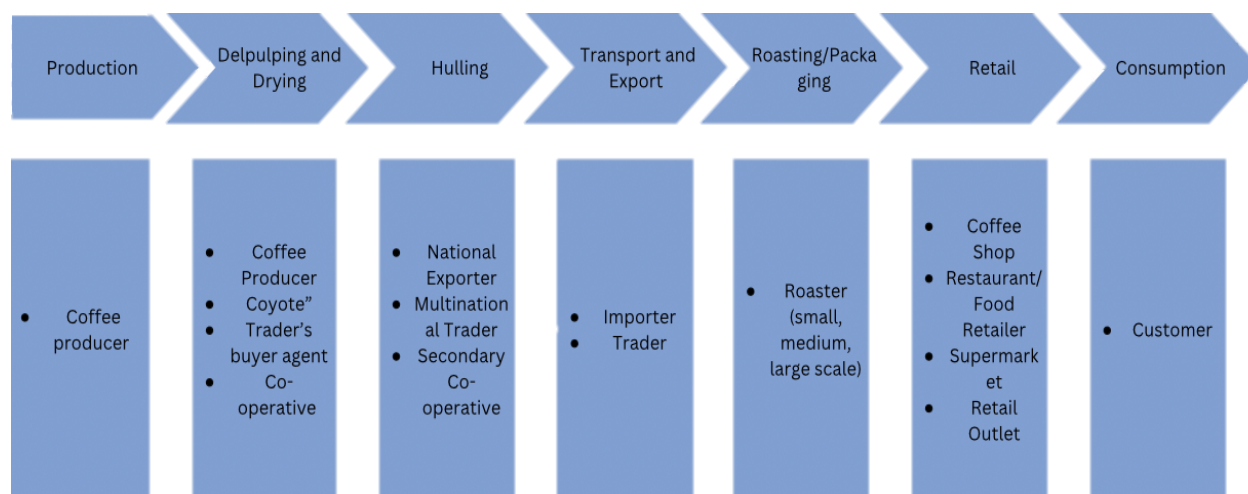 Production
Delpulping and
Drying
Hulling
Transport and
Export
Roasting/Packa
ging
Retail
Consumption
• Coffee
producer
• Coffee
Producer
• Coyote”
• Trader’s
buyer agent
• Co-
operative
• National
Exporter
• Multination
al Trader
• Secondary
Co-
operative
• Importer
• Trader
• Roaster
(small,
medium,
large scale)
• Coffee
Shop
• Restaurant/
Food
Retailer
• Supermark
et
• Retail
Outlet
• Customer